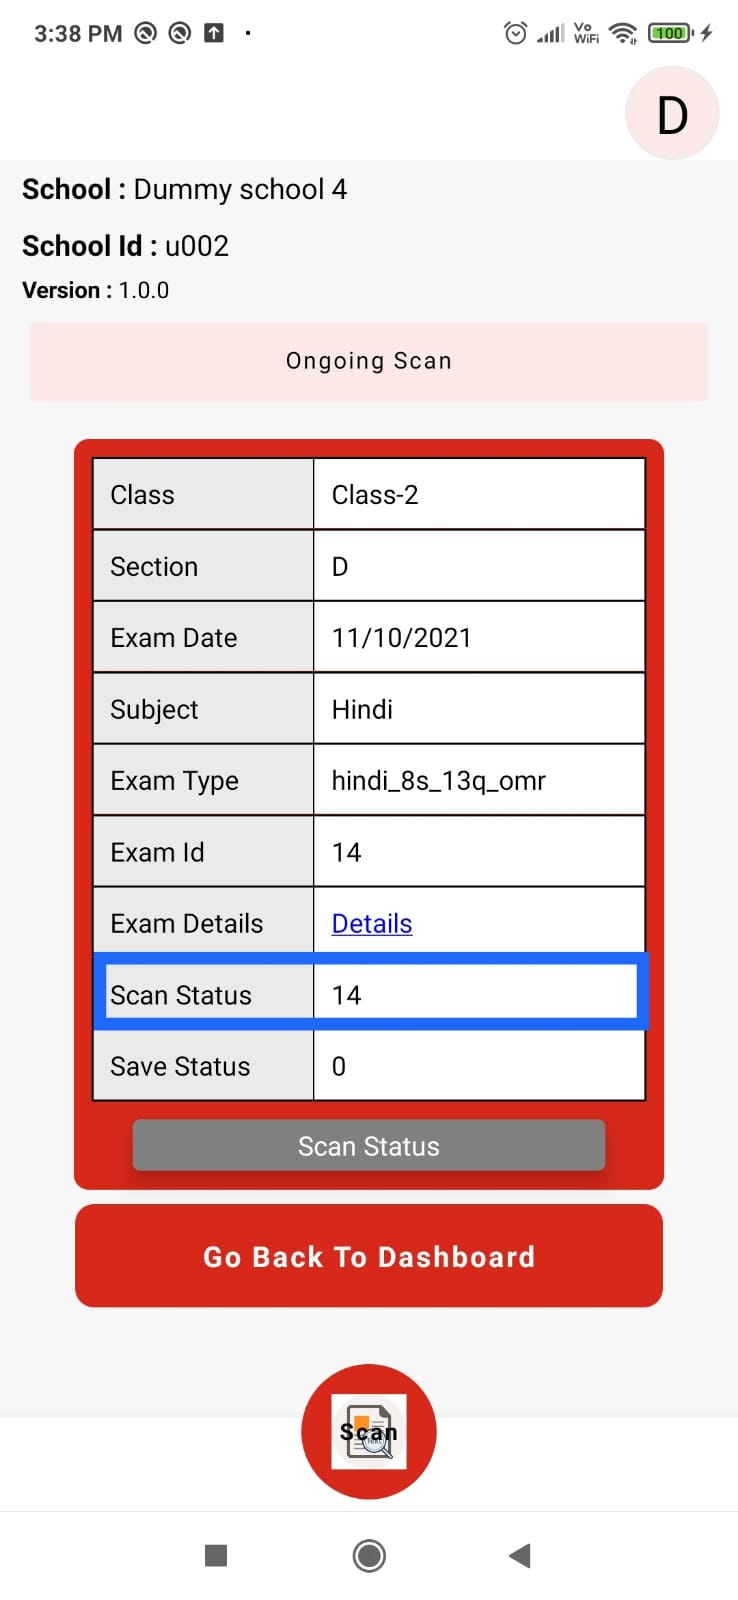 3:38 PM
Vo
WiFi
100
D
School : Dummy school 4
School Id : u002
Version : 1.0.0
Ongoing Scan
Class Class-2
Section D
Exam Date 11/10/2021
Subject Hindi
Exam Type hindi_8s_13q_omr
Exam Id 14
Exam Details Details
Scan Status 14
Save Status 0
Scan Status
Go Back To Dashboard
Scan